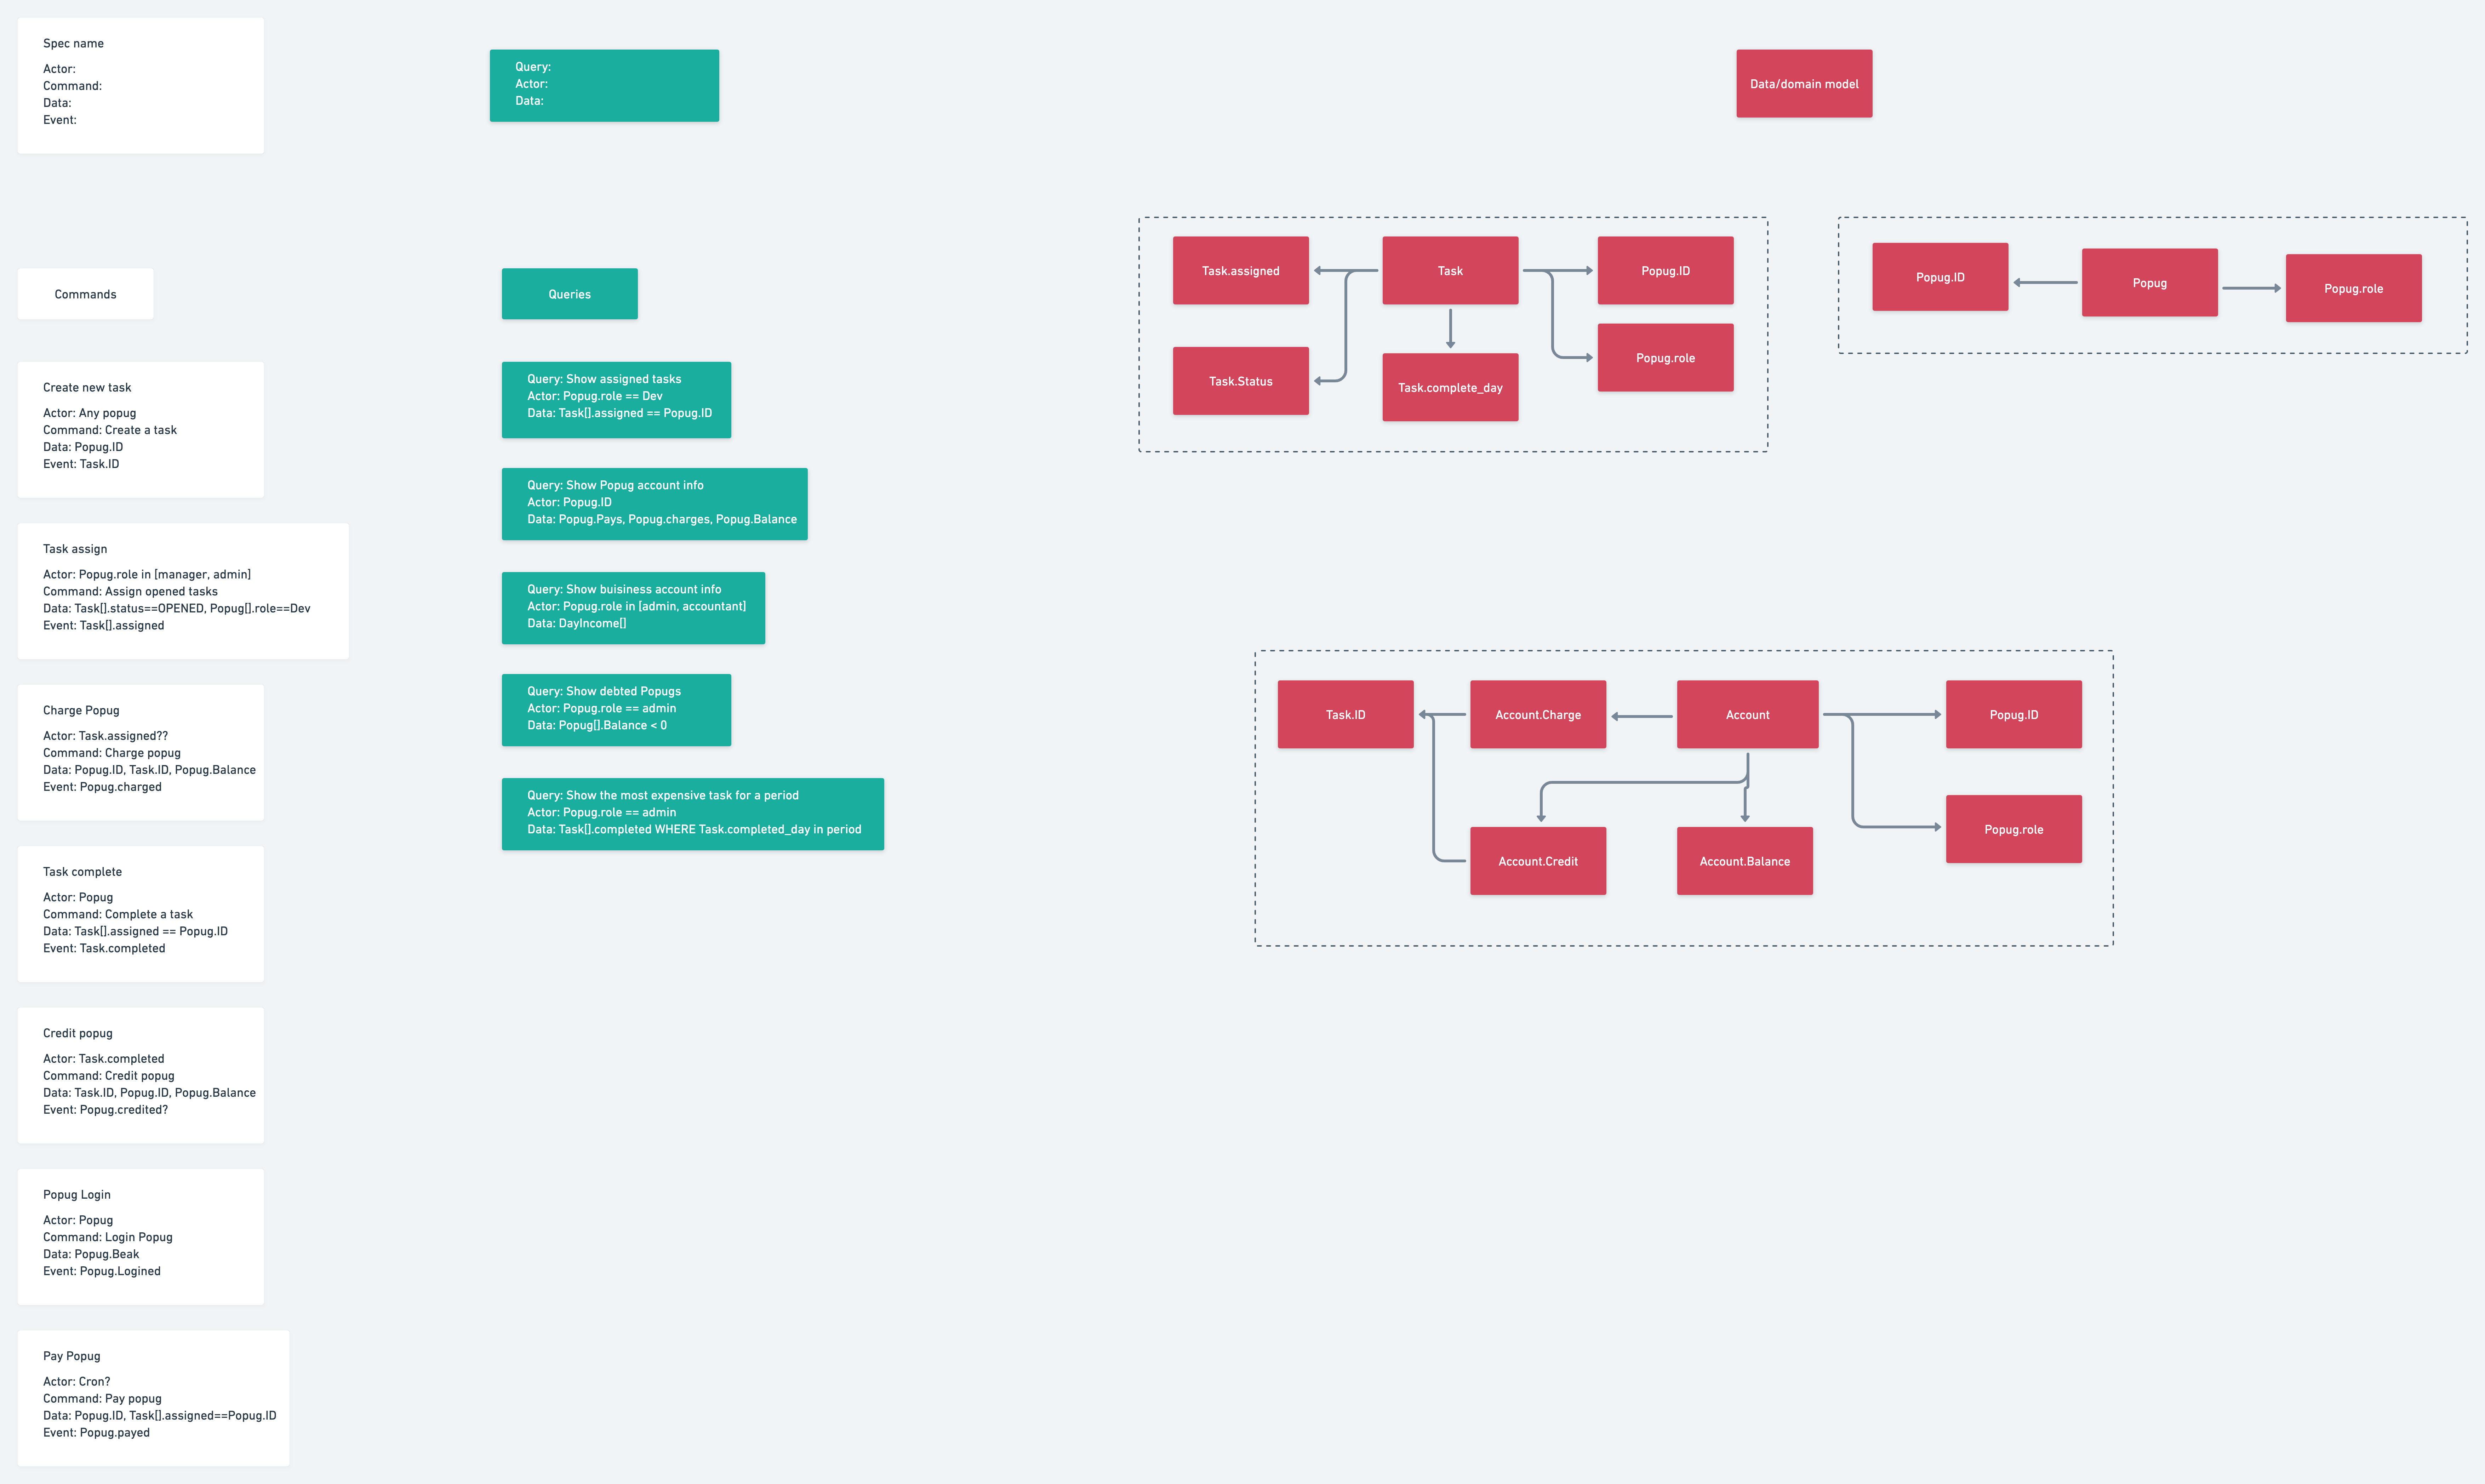 Spec name
Actor:
Command:
Data:
Event:
Query:
Actor:
Data:
Data/domain model
Commands
Create new task
Actor: Any popug
Command: Create a task
Data: Popug.ID
Event: Task.ID
Task assign
Actor: Popug.role in [manager, admin]
Command: Assign opened tasks
Data: Task[].status==OPENED, Popug[].role==Dev
Event: Task[].assigned
Charge Popug
Actor: Task.assigned??
Command: Charge popug
Data: Popug.ID, Task.ID, Popug.Balance
Event: Popug.charged
Task complete
Actor: Popug
Command: Complete a task
Data: Task[].assigned == Popug.ID
Event: Task.completed
Credit popug
Actor: Task.completed
Command: Credit popug
Data: Task.ID, Popug.ID, Popug.Balance
Event: Popug.credited?
Popug Login
Actor: Popug
Command: Login Popug
Data: Popug.Beak
Event: Popug.Logined
Pay Popug
Actor: Cron?
Command: Pay popug
Data: Popug.ID, Task[].assigned==Popug.ID
Event: Popug.payed
Queries
Query: Show assigned tasks
Actor: Popug.role == Dev
Data: Task[].assigned == Popug.ID
Query: Show Popug account info
Actor: Popug.ID
Data: Popug.Pays, Popug.charges, Popug.Balance
Query: Show buisiness account info
Actor: Popug.role in [admin, accountant]
Data: DayIncome[]
Query: Show debted Popugs
Actor: Popug.role == admin
Data: Popug[].Balance < 0
Query: Show the most expensive task for a period
Actor: Popug.role == admin
Data: Task[].completed WHERE Task.completed_day in period
Task.assigned
Task
Popug.ID
Task.Status
Task.complete_day
Popug.role
Popug.ID
Popug
Popug.role
Task.ID
Account.Charge
Account
Popug.ID
Account.Credit
Account.Balance
Popug.role